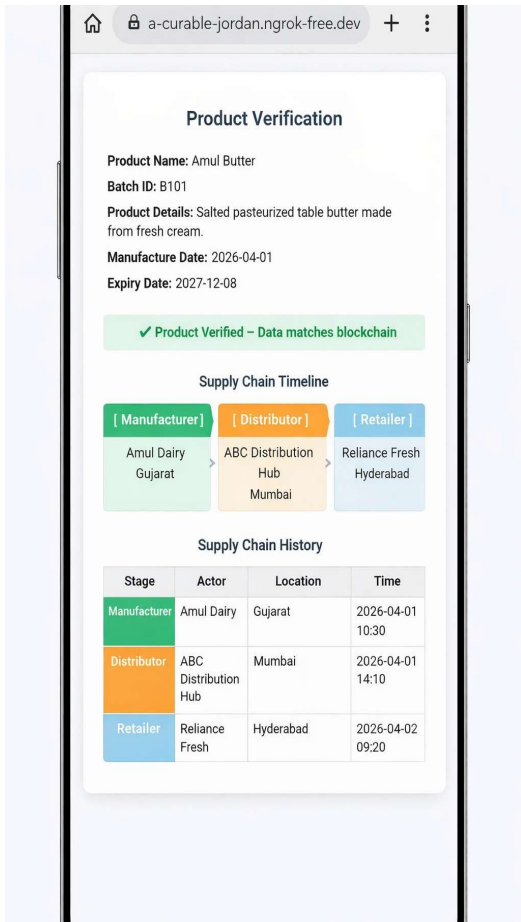 a-curable-jordan.ngrok-free.dev
Product Verification
Product Name: Amul Butter
Batch ID: B101
Product Details: Salted pasteurized table butter made
from fresh cream.
Manufacture Date: 2026-04-01
Expiry Date: 2027-12-08
✔ Product Verified – Data matches blockchain
Supply Chain Timeline
[ Manufacturer] [ Distributor ] [ Retailer ]
Amul Dairy
Gujarat
ABC Distribution
Hub
Mumbai
Reliance Fresh
Hyderabad
Supply Chain History
Stage Actor Location Time
Manufacturer Amul Dairy Gujarat 2026-04-01
10:30
Distributor ABC Mumbai 2026-04-01
Distribution 14:10
Hub
Retailer Reliance Hyderabad 2026-04-02
Fresh 09:20